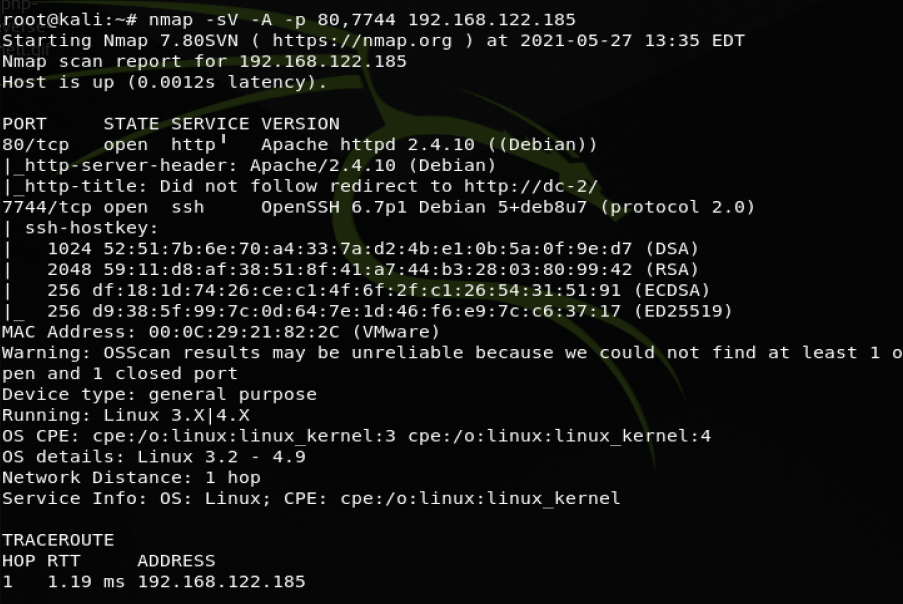 root@kali:~# nmap -sV -A -p 80,7744 192.168.122.185
Starting Nmap 7.80SVN ( https://nmap.org ) at 2021-05-27 13:35 EDT
Nmap scan report for 192.168.122.185
Host is up (0.0012s latency).
PORT     STATE SERVICE VERSION
80/tcp   open  http    Apache httpd 2.4.10 ((Debian))
|_http-server-header: Apache/2.4.10 (Debian)
|_http-title: Did not follow redirect to http://dc-2/
7744/tcp open  ssh     OpenSSH 6.7p1 Debian 5+deb8u7 (protocol 2.0)
| ssh-hostkey:
|   1024 52:51:7b:6e:70:a4:33:7a:d2:4b:e1:0b:5a:0f:9e:d7 (DSA)
|   2048 59:11:d8:af:38:51:8f:41:a7:44:b3:28:03:80:99:42 (RSA)
|   256 df:18:1d:74:26:ce:c1:4f:6f:2f:c1:26:54:31:51:91 (ECDSA)
|_  256 d9:38:5f:99:7c:0d:64:7e:1d:46:f6:e9:7c:c6:37:17 (ED25519)
MAC Address: 00:0C:29:21:82:2C (VMware)
Warning: OSScan results may be unreliable because we could not find at least 1 o
pen and 1 closed port
Device type: general purpose
Running: Linux 3.X|4.X
OS CPE: cpe:/o:linux:linux_kernel:3 cpe:/o:linux:linux_kernel:4
OS details: Linux 3.2 - 4.9
Network Distance: 1 hop
Service Info: OS: Linux; CPE: cpe:/o:linux:linux_kernel
TRACEROUTE
HOP RTT     ADDRESS
1   1.19 ms 192.168.122.185